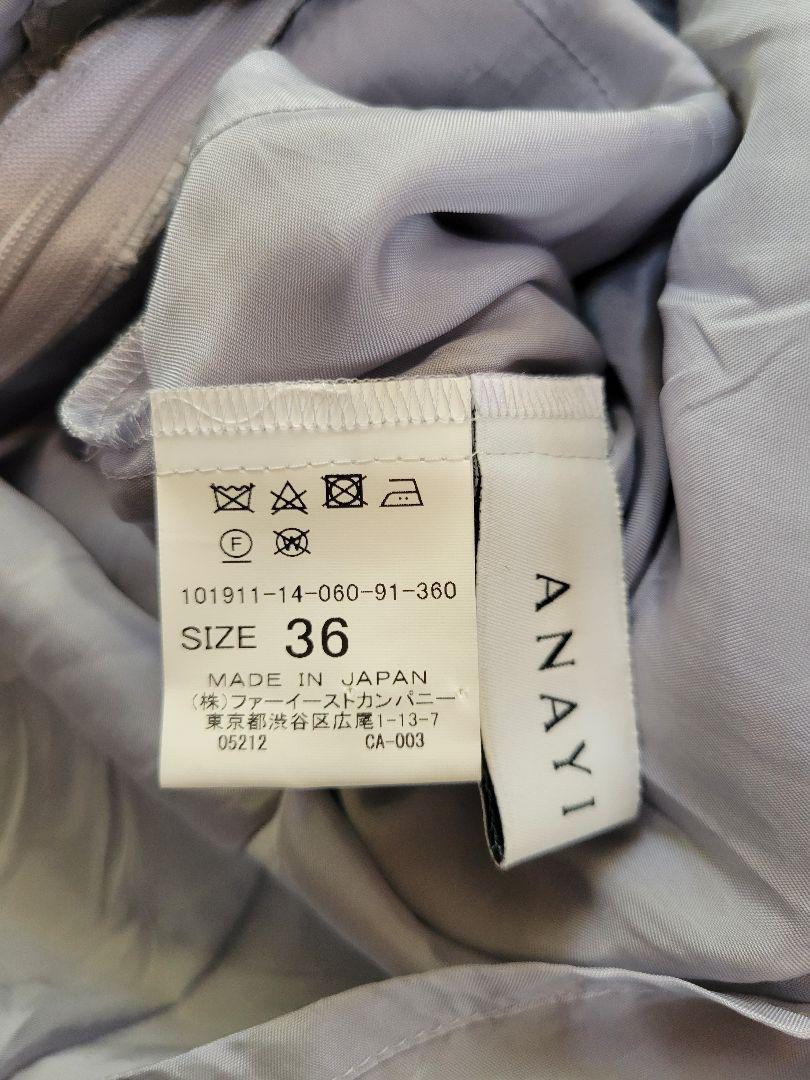 F
W
101911-14-060-91-360
SIZE 36
MADE IN JAPAN
(株)ファーイーストカンパニー
東京都渋谷区広尾1-13-7
05212 CA-003
ANAYI